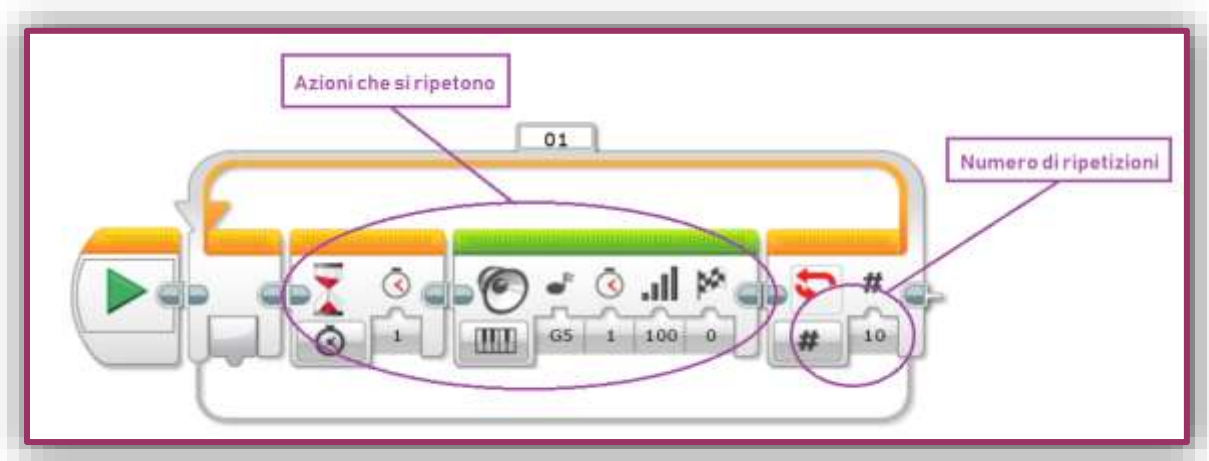 Azioni che si ripetono
01
Numero di ripetizioni
#
1
G5 1 100 0
# 10